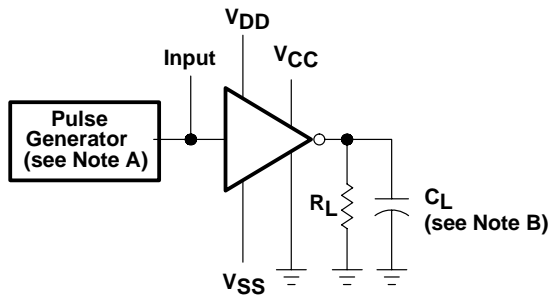 VDD
Input
VCC
Pulse
Generator
(see Note A)
RL
CL
(see Note B)
VSS